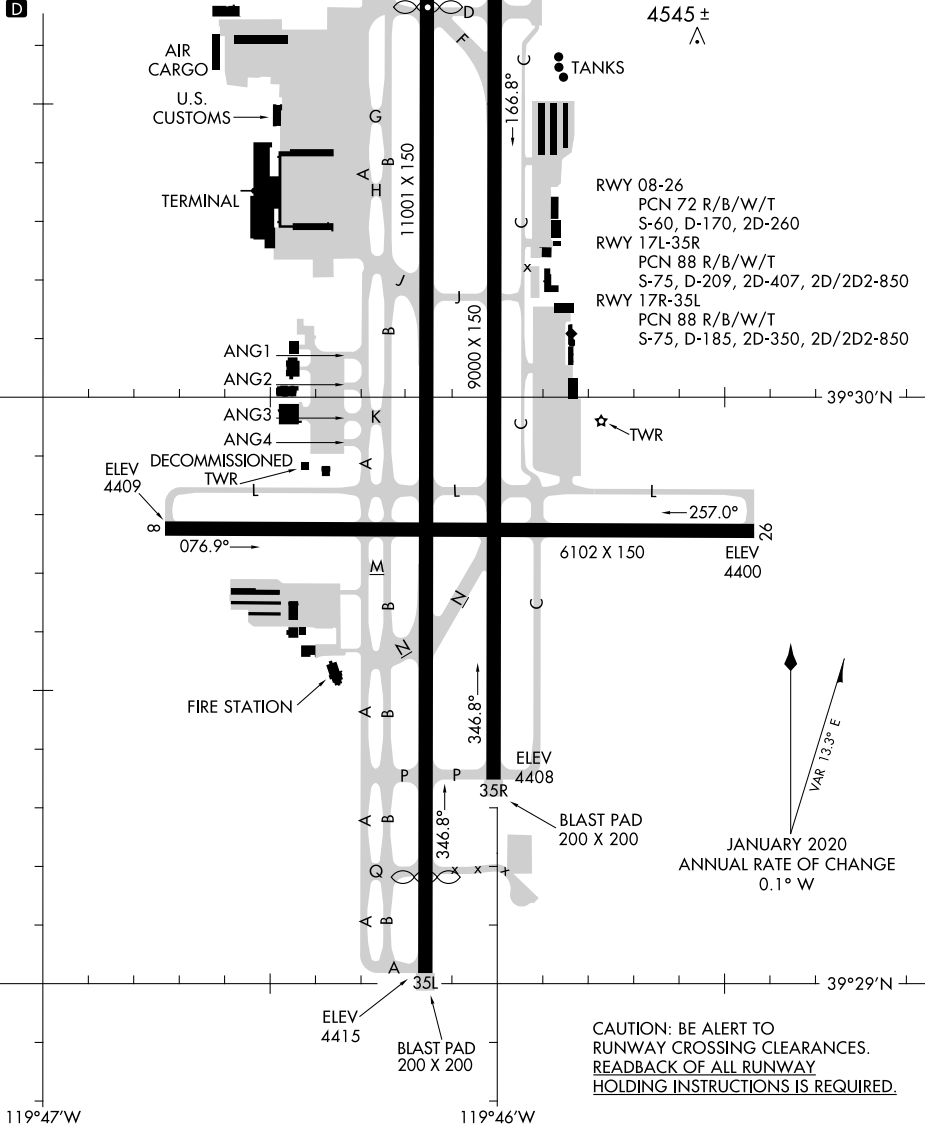 D
D
4545 ±
F
AIR
CARGO
C
TANKS
U.S.
CUSTOMS
166.8°
G
B
A
11001 X 150
H
TERMINAL
RWY 08-26
PCN 72 R/B/W/T
S-60, D-170, 2D-260
RWY 17L-35R
PCN 88 R/B/W/T
S-75, D-209, 2D-407, 2D/2D2-850
RWY 17R-35L
PCN 88 R/B/W/T
S-75, D-185, 2D-350, 2D/2D2-850
C
x
J
J
B
9000 X 150
ANG1
ANG2
ANG3
ANG4
K
C
39°30'N
TWR
DECOMMISSIONED
TWR
A
ELEV
4409
L
L
L
8
257.0°
26
076.9°
6102 X 150
ELEV
4400
M
B
N
C
N
FIRE STATION
A
B
346.8°
VAR 13.3° E
P
P
ELEV
4408
35R
BLAST PAD
200 X 200
A
B
346.8°
JANUARY 2020
ANNUAL RATE OF CHANGE
0.1° W
Q
x
x
x
A
B
A
35L
39°29'N
ELEV
4415
BLAST PAD
200 X 200
CAUTION: BE ALERT TO
RUNWAY CROSSING CLEARANCES.
READBACK OF ALL RUNWAY
HOLDING INSTRUCTIONS IS REQUIRED.
119°47'W
119°46'W